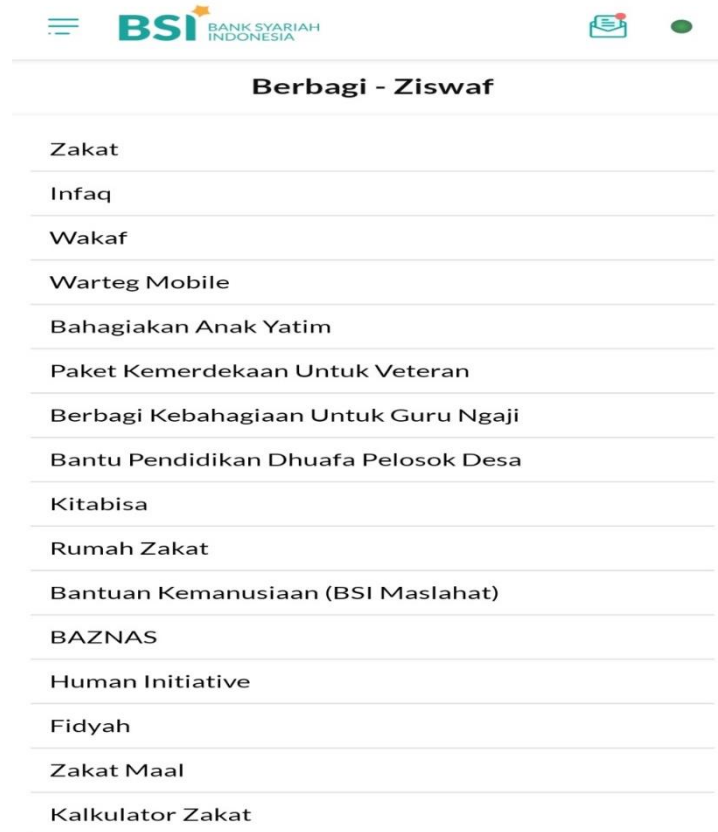 BSI BANK SYARIAH
INDONESIA
Berbagi - Ziswaf
Zakat
Infaq
Wakaf
Warteg Mobile
Bahagiakan Anak Yatim
Paket Kemerdekaan Untuk Veteran
Berbagi Kebahagiaan Untuk Guru Ngaji
Bantu Pendidikan Dhuafa Pelosok Desa
Kitabisa
Rumah Zakat
Bantuan Kemanusiaan (BSI Maslahat)
BAZNAS
Human Initiative
Fidyah
Zakat Maal
Kalkulator Zakat